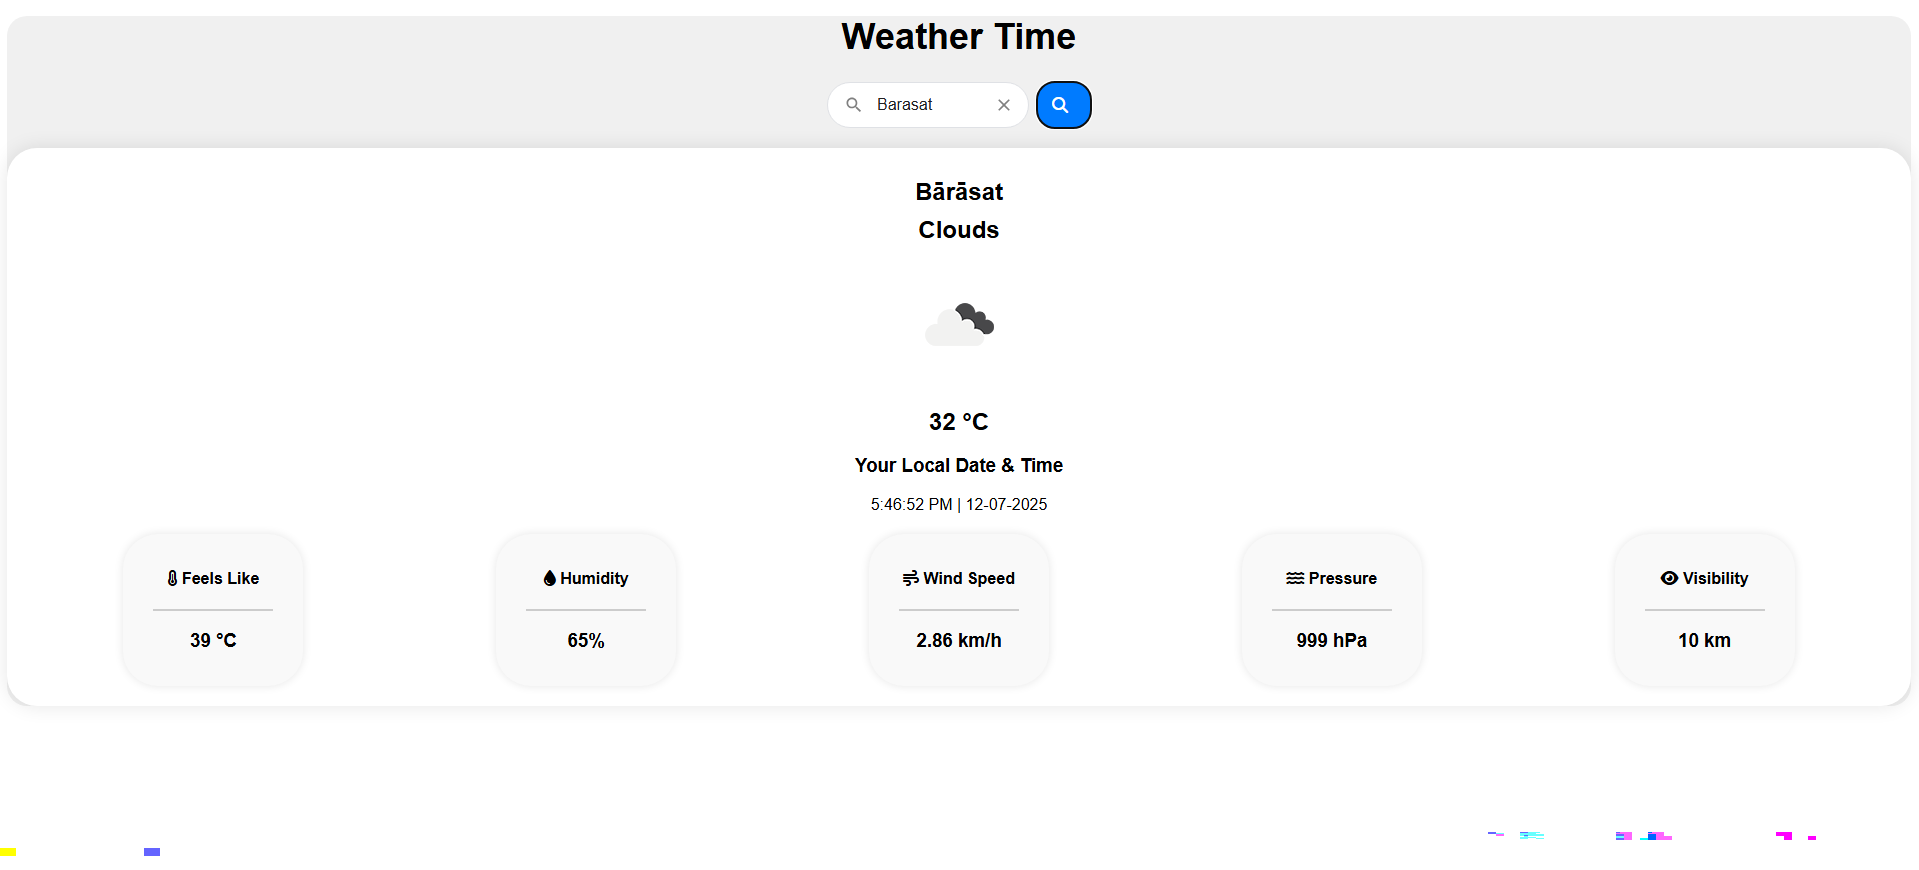 Weather Time
Barasat
Bārāsat
Clouds
32 °C
Your Local Date & Time
5:46:52 PM | 12-07-2025
Feels Like
39 °C
Humidity
65%
Wind Speed
2.86 km/h
Pressure
999 hPa
Visibility
10 km